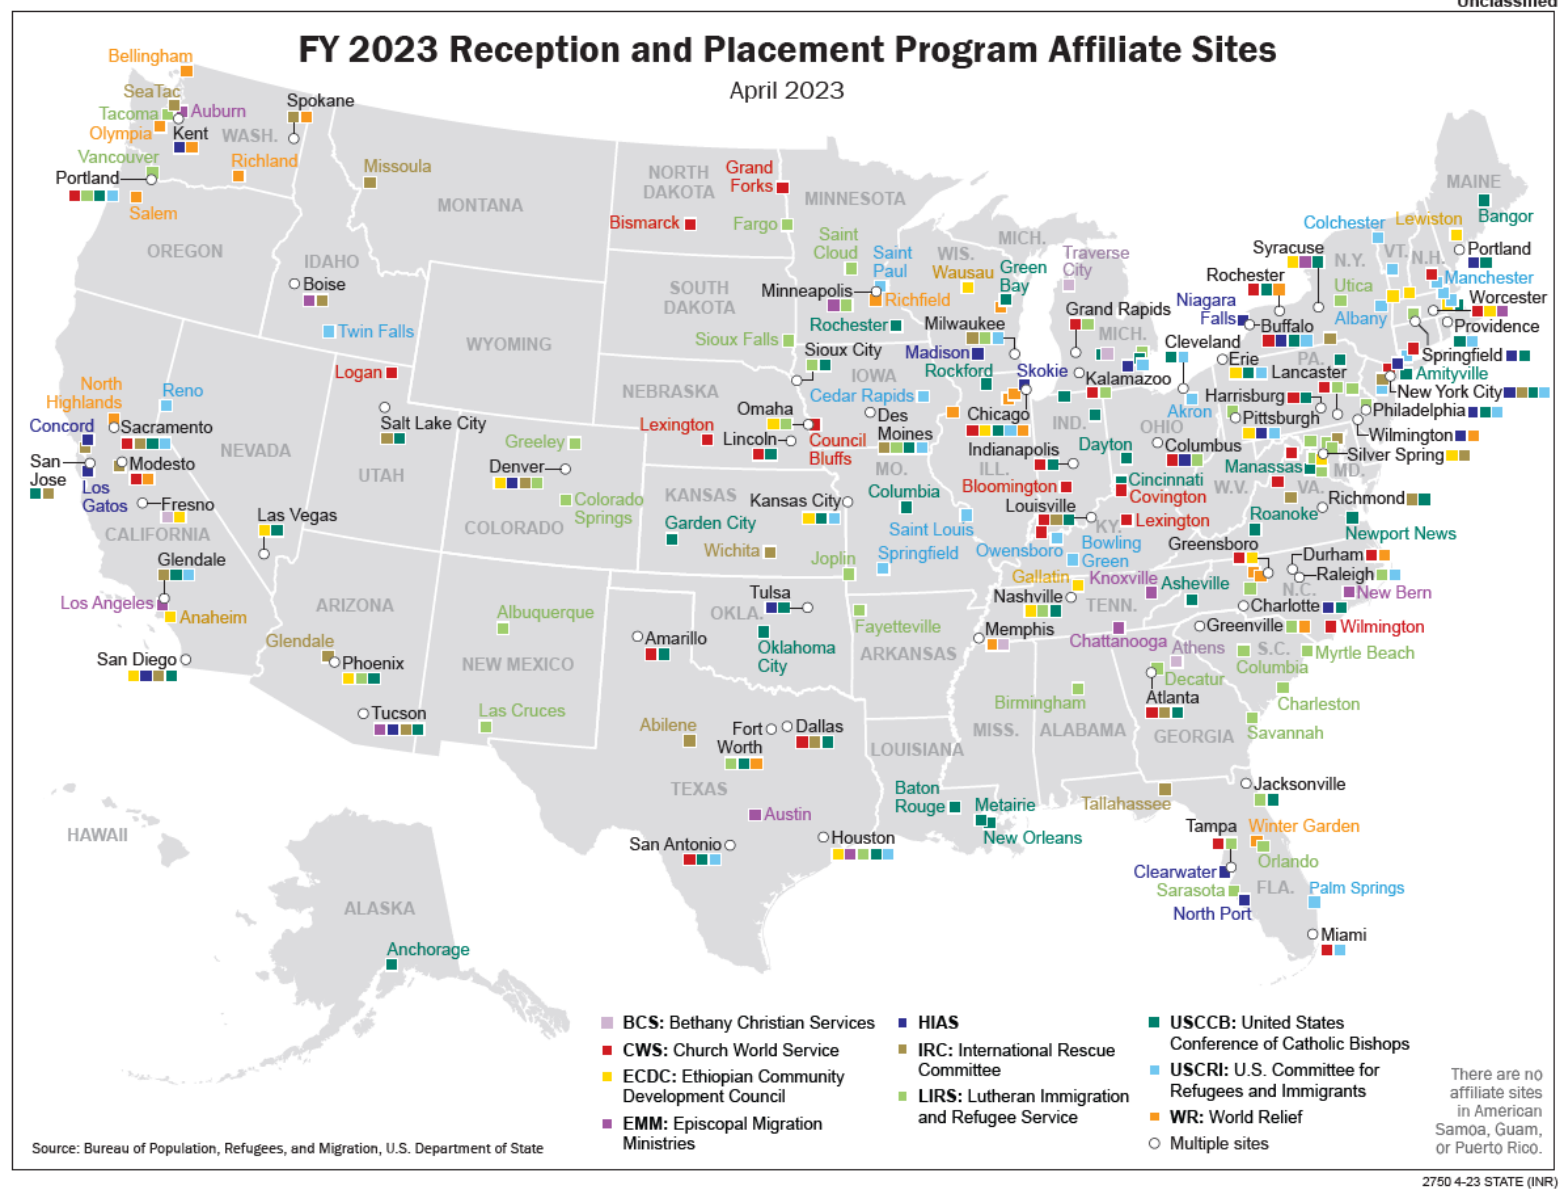 Unclassified
FY 2023 Reception and Placement Program Affiliate Sites
April 2023
Bellingham
SeaTac
Tacoma
Auburn
Olympia
Kent
WASH.
Spokane
Vancouver
Richland
Portland
Salem
OREGON
Missoula
MONTANA
IDAHO
Boise
Twin Falls
WYOMING
NORTH
DAKOTA
Grand
Forks
Bismarck
Fargo
SOUTH
DAKOTA
Sioux Falls
MINNESOTA
Saint
Cloud
Saint
Paul
Minneapolis
Richfield
Rochester
WIS.
Wausau
Green
Bay
Milwaukee
Madison
MICH.
Traverse
City
Grand Rapids
MICH.
Kalamazoo
North
Highlands
Reno
Concord
Sacramento
San
Jose
Modesto
Los
Gatos
Fresno
CALIFORNIA
NEVADA
Las Vegas
Glendale
Los Angeles
Anaheim
San Diego
Logan
Salt Lake City
UTAH
Greeley
Denver
Colorado
Springs
COLORADO
ARIZONA
Glendale
Phoenix
Tucson
Albuquerque
NEW MEXICO
Las Cruces
NEBRASKA
Sioux City
Omaha
Lexington
Lincoln
Council
Bluffs
IOWA
Cedar Rapids
Des
Moines
KANSAS
Kansas City
Garden City
Wichita
MO.
Columbia
Saint Louis
Springfield
Joplin
Rockford
Skokie
Chicago
ILL.
Bloomington
IND.
Indianapolis
OHIO
Cleveland
Akron
Columbus
Dayton
Cincinnati
Covington
Louisville
KY.
Lexington
Owensboro
Bowling
Green
Gallatin
Nashville
TENN.
Knoxville
Memphis
Chattanooga
OKLA.
Tulsa
Oklahoma
City
Fayetteville
ARKANSAS
Amarillo
Abilene
Fort
Worth
Dallas
TEXAS
Austin
San Antonio
Houston
LOUISIANA
Baton
Rouge
Metairie
New Orleans
MISS.
ALABAMA
Birmingham
GEORGIA
Athens
Decatur
Atlanta
Savannah
S.C.
Greenville
Columbia
Myrtle Beach
Charleston
N.C.
Asheville
Greensboro
Durham
Raleigh
New Bern
Charlotte
Wilmington
Tallahassee
Jacksonville
Tampa
Winter Garden
Orlando
Clearwater
Sarasota
North Port
FLA.
Palm Springs
Miami
W.V.
VA.
Manassas
Richmond
Roanoke
Newport News
MD.
Silver Spring
PA.
Erie
Lancaster
Harrisburg
Pittsburgh
Philadelphia
Wilmington
N.Y.
Syracuse
Rochester
Niagara
Falls
Buffalo
Utica
Albany
New York City
Amityville
VT.
Colchester
N.H.
Manchester
MAINE
Lewiston
Bangor
Portland
Worcester
Providence
Springfield
HAWAII
ALASKA
Anchorage
BCS: Bethany Christian Services
CWS: Church World Service
ECDC: Ethiopian Community
Development Council
EMM: Episcopal Migration
Ministries
HIAS
IRC: International Rescue
Committee
LIRS: Lutheran Immigration
and Refugee Service
USCCB: United States
Conference of Catholic Bishops
USCRI: U.S. Committee for
Refugees and Immigrants
WR: World Relief
Multiple sites
There are no
affiliate sites
in American
Samoa, Guam,
or Puerto Rico.
Source: Bureau of Population, Refugees, and Migration, U.S. Department of State
2750 4-23 STATE (INR)